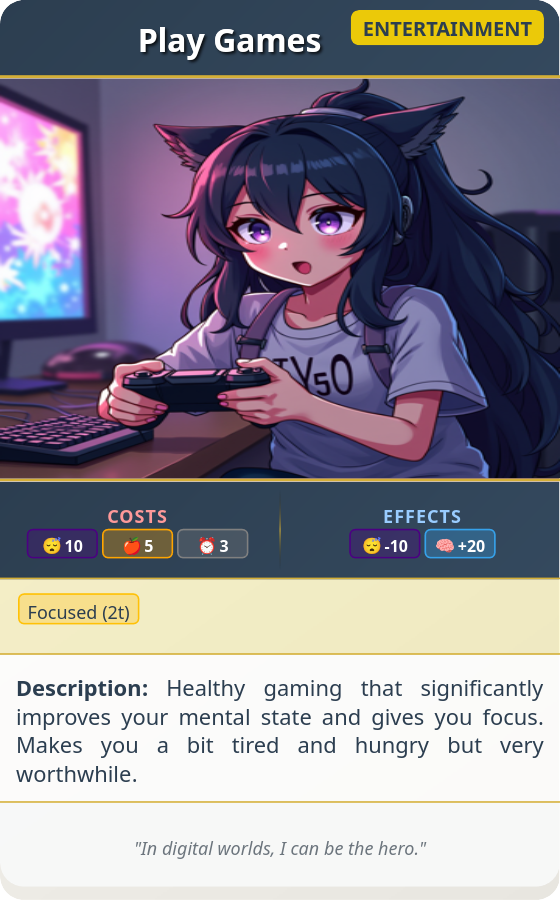 Play Games
ENTERTAINMENT
TY50
COSTS
😴 10 🍎 5 ⏰ 3
EFFECTS
😴 -10 🧠 +20
Focused (2t)
Description: Healthy gaming that significantly
improves your mental state and gives you focus.
Makes you a bit tired and hungry but very
worthwhile.
"In digital worlds, I can be the hero."